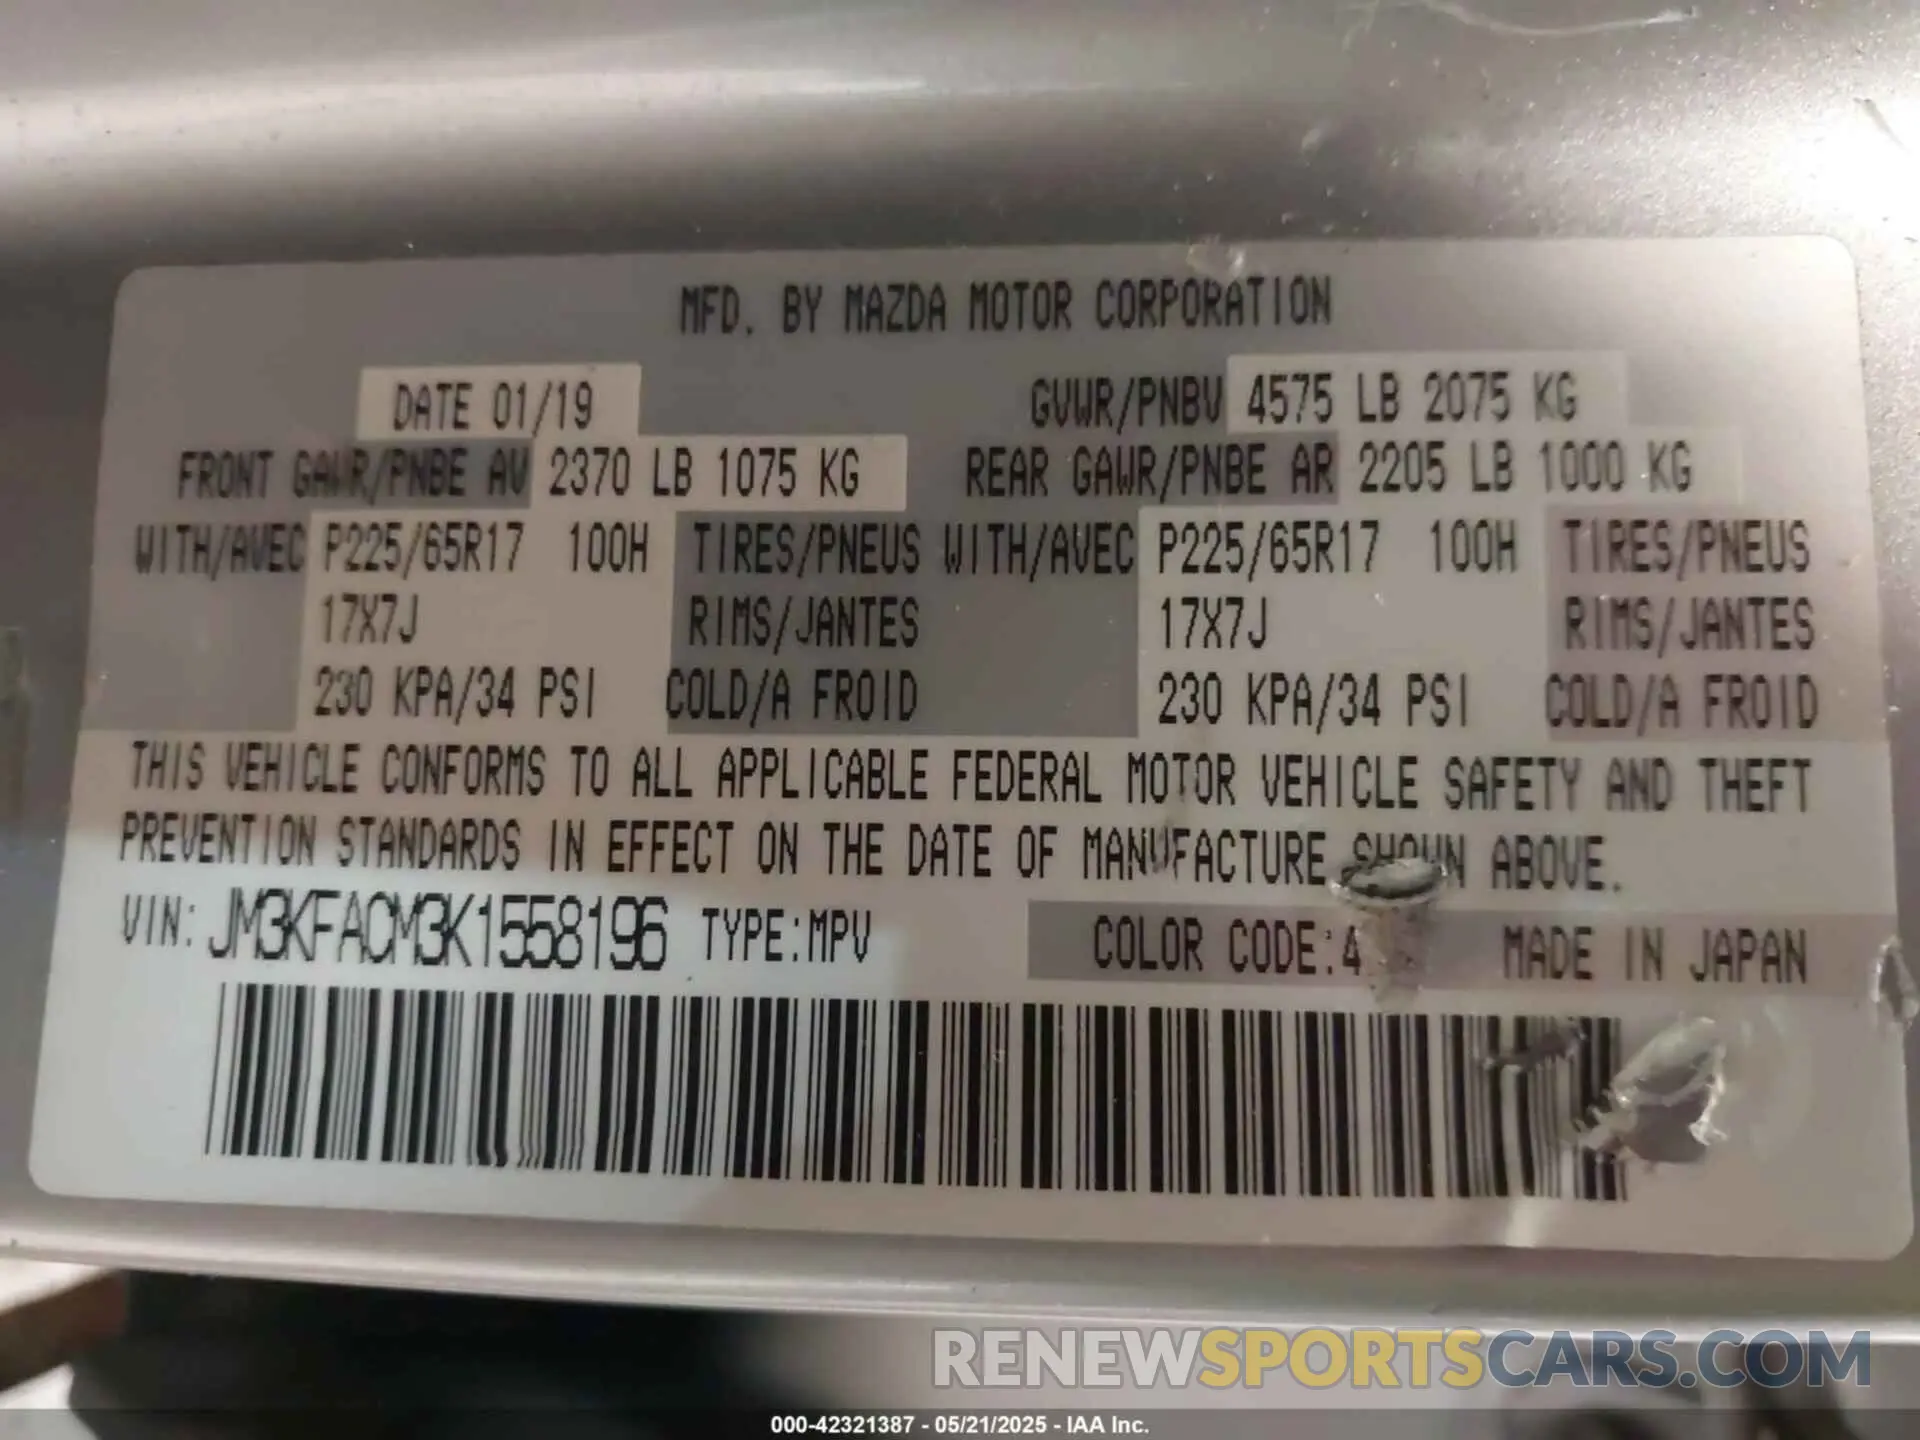 MFD. BY MAZDA MOTOR CORPORATION
DATE 01/19 GVWR/PNBV 4575 LB 2075 KG
FRONT GAWR/PNBE AV 2370 LB 1075 KG REAR GAWR/PNBE AR 2205 LB 1000 KG
WITH/AVEC P225/65R17 100H TIRES/PNEUS WITH/AVEC P225/65R17 100H TIRES/PNEUS
17X7J RIMS/JANTES 17X7J RIMS/JANTES
230 KPA/34 PSI COLD/A FROID 230 KPA/34 PSI COLD/A FROID
THIS VEHICLE CONFORMS TO ALL APPLICABLE FEDERAL MOTOR VEHICLE SAFETY AND THEFT
PREVENTION STANDARDS IN EFFECT ON THE DATE OF MANUFACTURE SHOWN ABOVE.
VIN: JM3KFACM3K1558196 TYPE:MPV COLOR CODE:4 MADE IN JAPAN
RENEWSPORTSCARS.COM
000-42321387 - 05/21/2025 - IAA Inc.